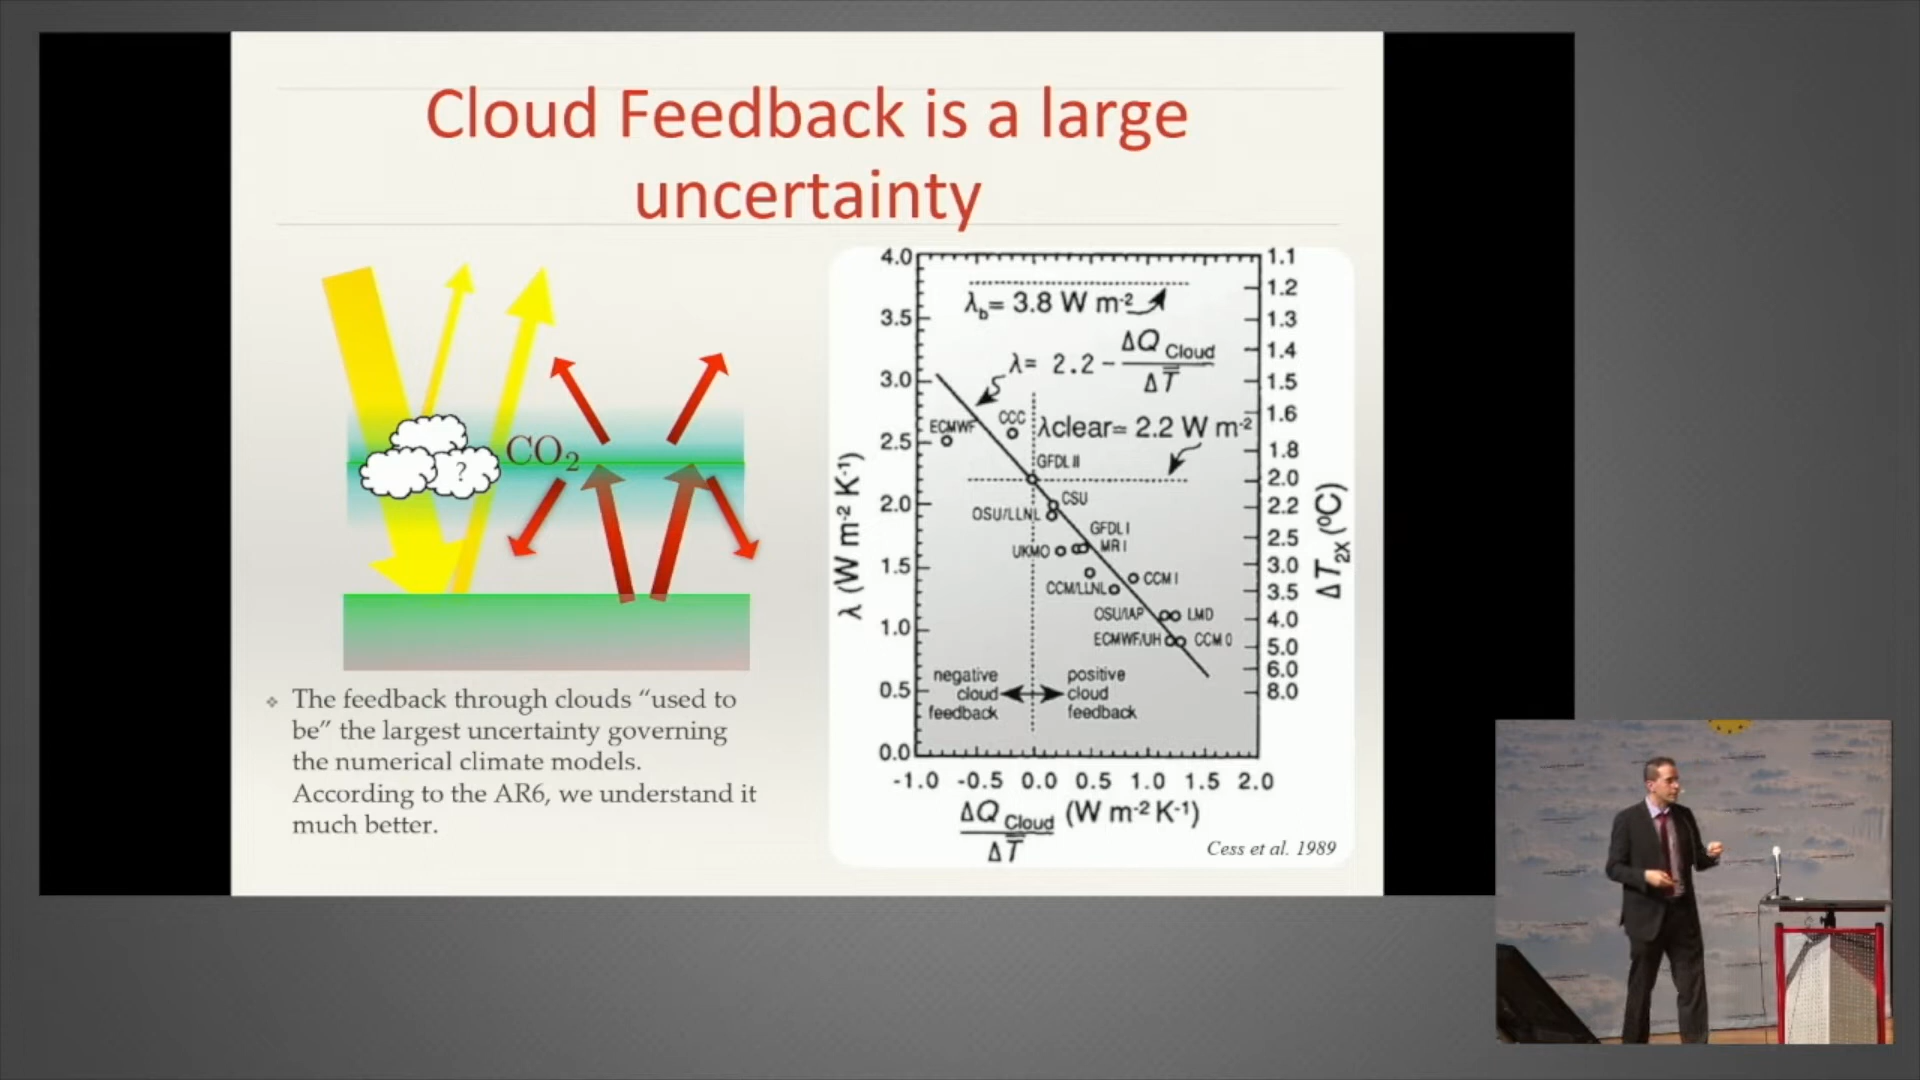 Cloud Feedback is a large
uncertainty
CO2
?
❖ The feedback through clouds “used to
be” the largest uncertainty governing
the numerical climate models.
According to the AR6, we understand it
much better.
4.0
3.5
3.0
2.5
2.0
1.5
1.0
0.5
0.0
λ (W m-2 K-1)
λb= 3.8 W m-2
λ= 2.2 - ΔQ Cloud
ΔT̅
λclear= 2.2 W m-2
ECMWF
CCC
GFDL II
CSU
OSU/LLNL
GFDL I
UKMO
MRI
CCM/LLNL
CCM I
OSU/IAP
LMD
ECMWF/UH
CCM 0
negative
cloud
feedback
positive
cloud
feedback
1.1
1.2
1.3
1.4
1.5
1.6
1.8
2.0
2.2
2.5
3.0
3.5
4.0
5.0
6.0
8.0
ΔT2X (ºC)
-1.0 -0.5 0.0 0.5 1.0 1.5 2.0
ΔQ Cloud (W m-2 K-1)
ΔT̅
Cess et al. 1989